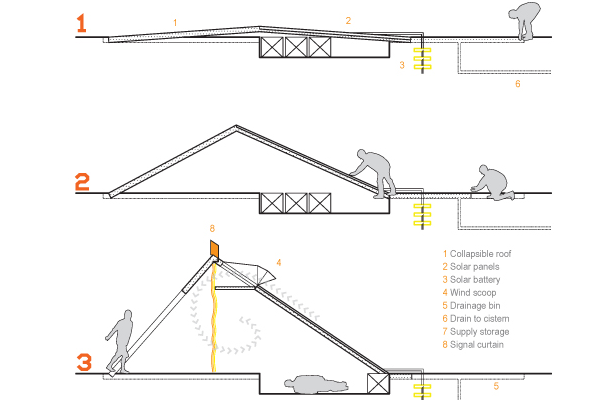 1
1
2
3
6
2
8
4
1 Collapsible roof
2 Solar panels
3 Solar battery
4 Wind scoop
5 Drainage bin
6 Drain to cistern
7 Supply storage
8 Signal curtain
7
3
5